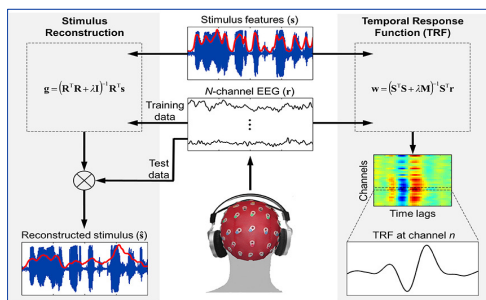 Stimulus
Reconstruction
g=(RᵀR+λI)⁻¹Rᵀs
Stimulus features (s)
Temporal Response
Function (TRF)
w=(SᵀS+λM)⁻¹Sᵀr
N-channel EEG (r)
Training
data
Test
data
Channels
Time lags
Reconstructed stimulus (ŝ)
TRF at channel n